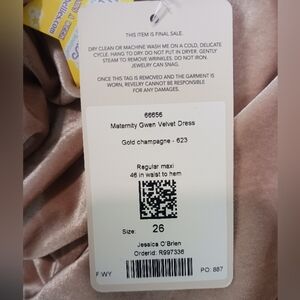 THIS ITEM IS FINAL SALE.
DRY CLEAN OR MACHINE WASH ME ON A COLD, DELICATE
CYCLE. HANG TO DRY. DO NOT PUT IN DRYER. GENTLY
STEAM TO REMOVE WRINKLES. DO NOT IRON.
JEWELRY CAN SNAG.
ONCE THIS TAG IS REMOVED AND THE GARMENT IS
WORN, REVELRY CANNOT BE RESPONSIBLE
FOR ANY DAMAGES.
66656
Maternity Gwen Velvet Dress
Gold champagne - 623
Regular maxi
46 in waist to hem
Size: 26
Jessica O'Brien
OrderId: R997336
WY
PO: 887